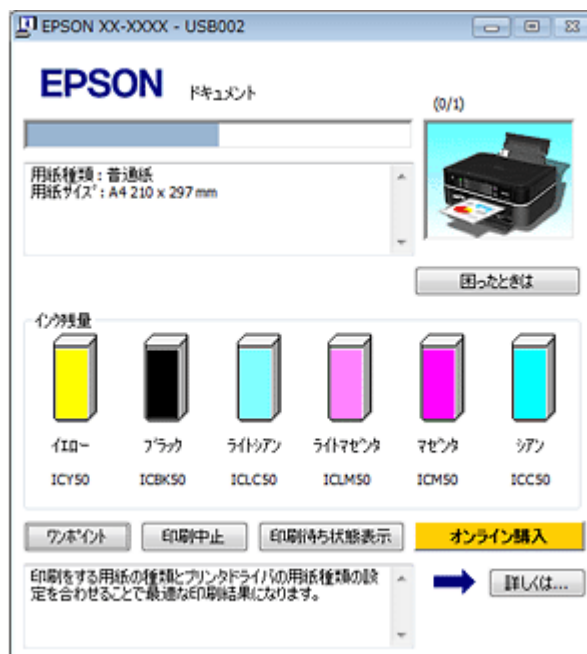 EPSON XX-XXXX - USB002
EPSON ドキュメント
(0/1)
用紙種類 : 普通紙
用紙サイズ : A4 210 x 297 mm
困ったときは
インク残量
イエロー ブラック ライトシアン ライトマゼンタ マゼンタ シアン
ICY50 ICBK50 ICLC50 ICLM50 ICM50 ICC50
ワンポイント 印刷中止 印刷待ち状態表示 オンライン購入
印刷をする用紙の種類とプリンタドライバの用紙種類の設
定を合わせることで最適な印刷結果になります。
詳しくは...